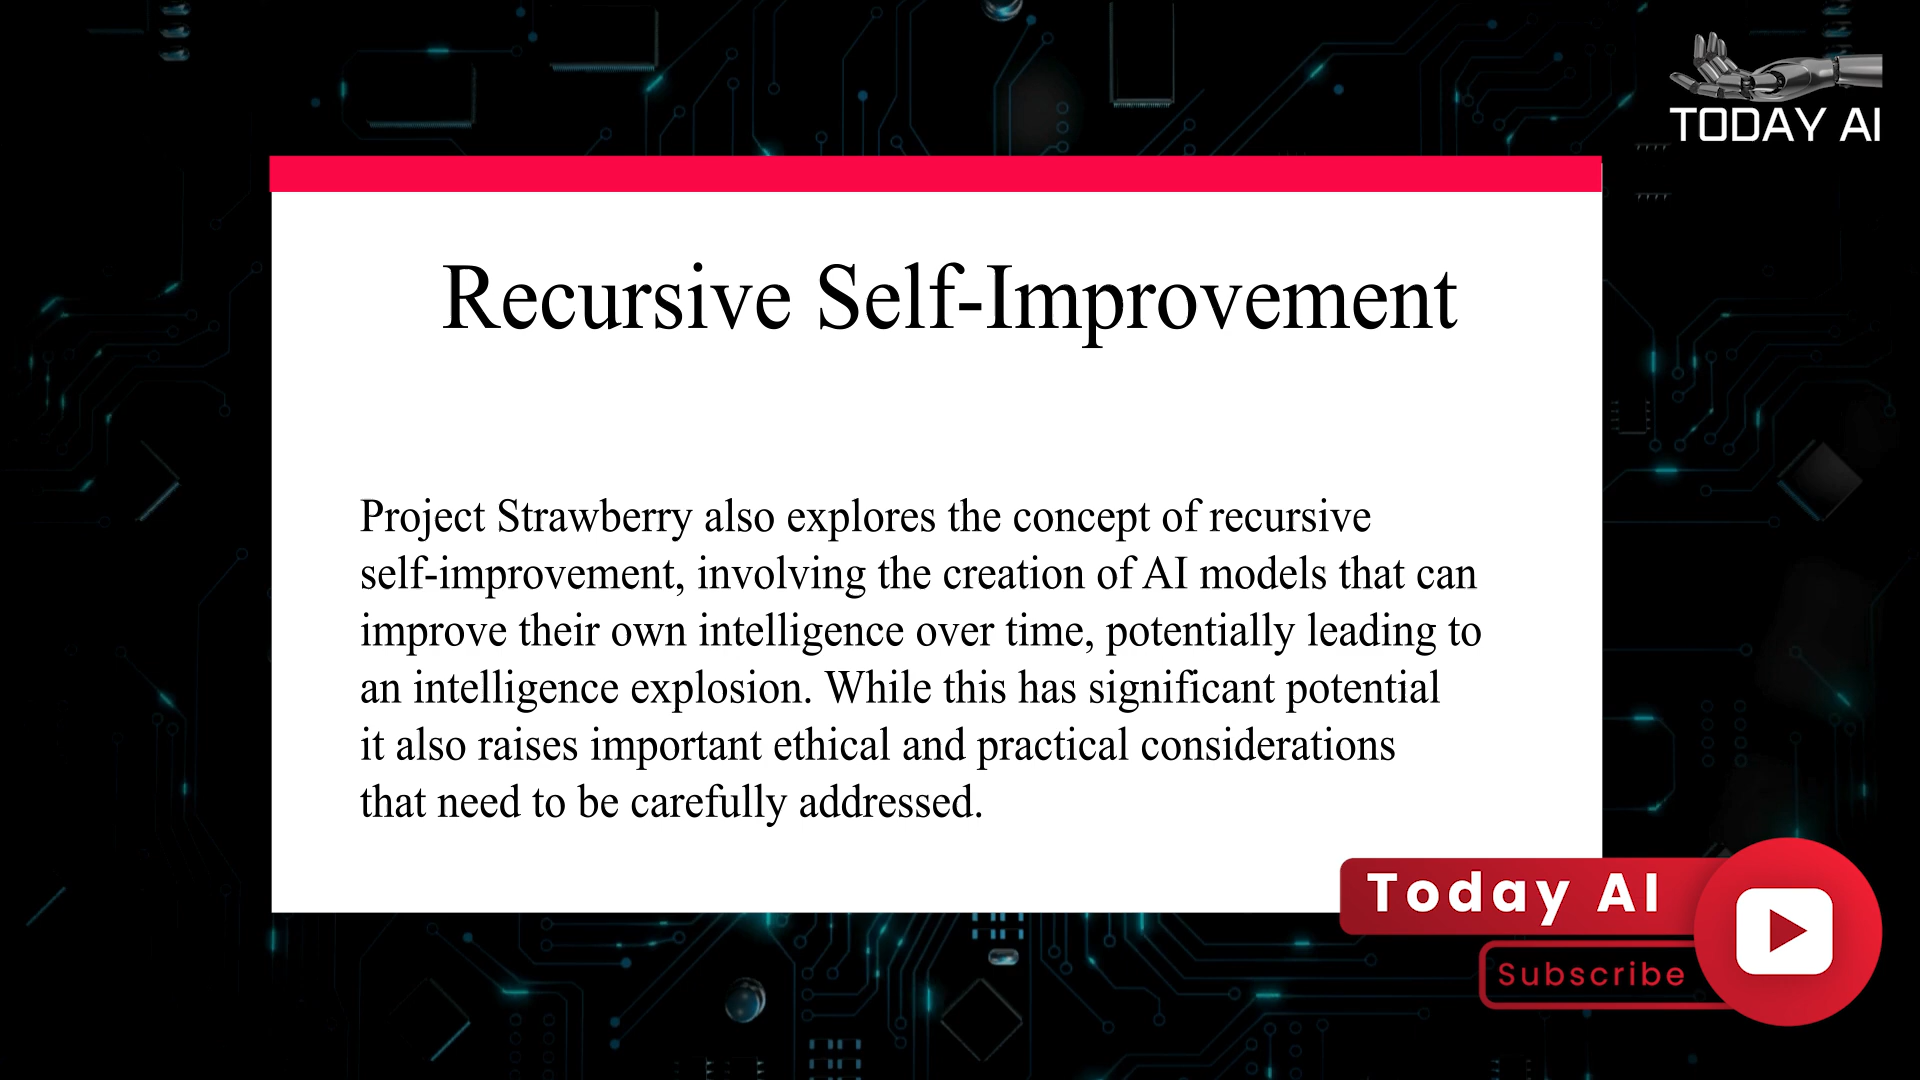 TODAY AI
Recursive Self-Improvement
Project Strawberry also explores the concept of recursive
self-improvement, involving the creation of AI models that can
improve their own intelligence over time, potentially leading to
an intelligence explosion. While this has significant potential
it also raises important ethical and practical considerations
that need to be carefully addressed.
Today AI
Subscribe